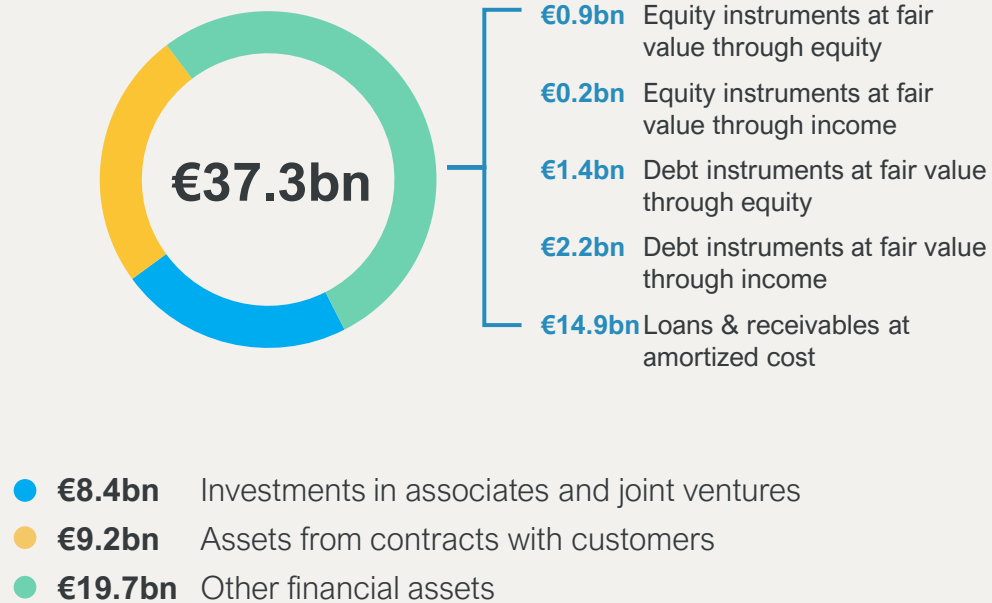 €37.3bn
€0.9bn Equity instruments at fair
value through equity
€0.2bn Equity instruments at fair
value through income
€1.4bn Debt instruments at fair value
through equity
€2.2bn Debt instruments at fair value
through income
€14.9bn Loans & receivables at
amortized cost
€8.4bn Investments in associates and joint ventures
€9.2bn Assets from contracts with customers
€19.7bn Other financial assets